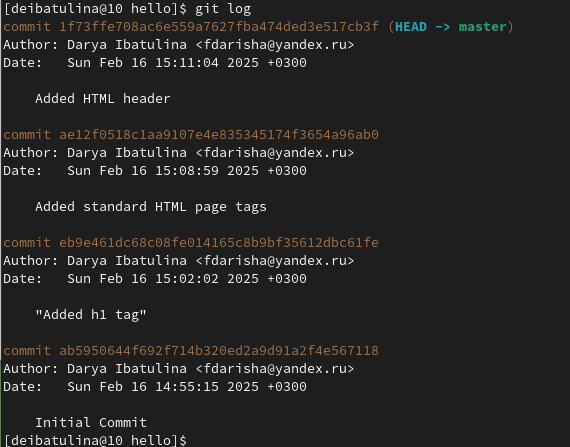 [deibatulina@10 hello]$ git log
commit 1f73ffe708ac6e559a7627fba474ded3e517cb3f (HEAD -> master)
Author: Darya Ibatulina <fdarisha@yandex.ru>
Date:   Sun Feb 16 15:11:04 2025 +0300
    Added HTML header
commit ae12f0518c1aa9107e4e835345174f3654a96ab0
Author: Darya Ibatulina <fdarisha@yandex.ru>
Date:   Sun Feb 16 15:08:59 2025 +0300
    Added standard HTML page tags
commit eb9e461dc68c08fe014165c8b9bf35612dbc61fe
Author: Darya Ibatulina <fdarisha@yandex.ru>
Date:   Sun Feb 16 15:02:02 2025 +0300
    "Added h1 tag"
commit ab5950644f692f714b320ed2a9d91a2f4e567118
Author: Darya Ibatulina <fdarisha@yandex.ru>
Date:   Sun Feb 16 14:55:15 2025 +0300
    Initial Commit
[deibatulina@10 hello]$